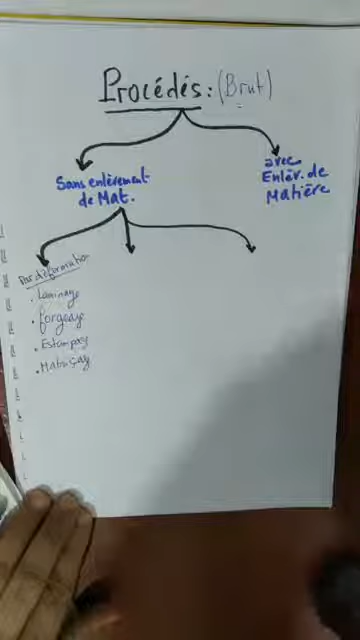 Procédés : (Brut)
Sans enlèvement
de Mat.
avec
Enlèv. de
Matière
Par déformation
. Laminage
. forgeage
. Estampage
. Matriçage